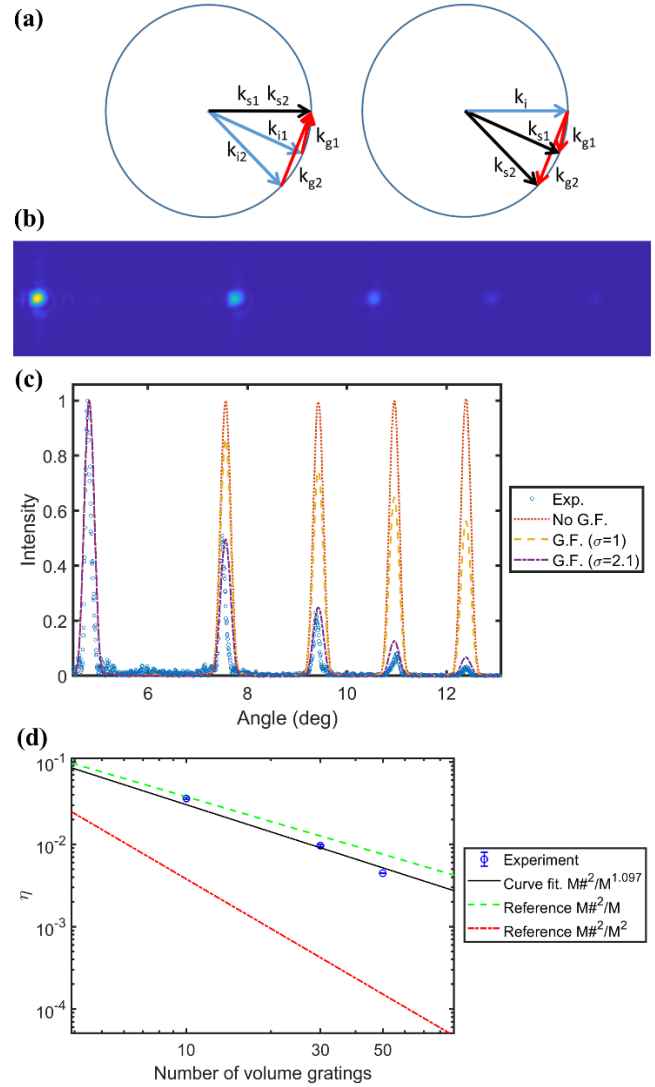 (a)
k_s1 k_s2
k_i1
k_i2
k_g1
k_g2
k_i
k_s1
k_s2
k_g1
k_g2
(b)
(c)
1
0.8
0.6
0.4
0.2
0
Intensity
6 8 10 12
Angle (deg)
Exp.
No G.F.
G.F. (σ=1)
G.F. (σ=2.1)
(d)
10^-1
10^-2
10^-3
10^-4
η
10 30 50
Number of volume gratings
Experiment
Curve fit. M#^2/M^1.097
Reference M#^2/M
Reference M#^2/M^2